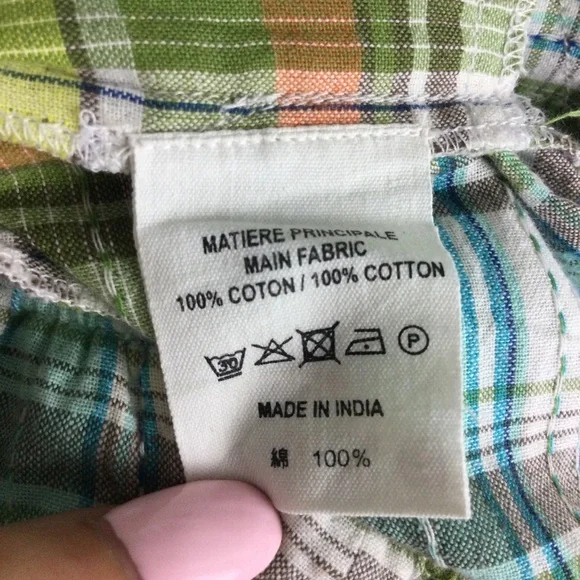 MATIERE PRINCIPALE
MAIN FABRIC
100% COTON / 100% COTTON
30 P
MADE IN INDIA
綿 100%